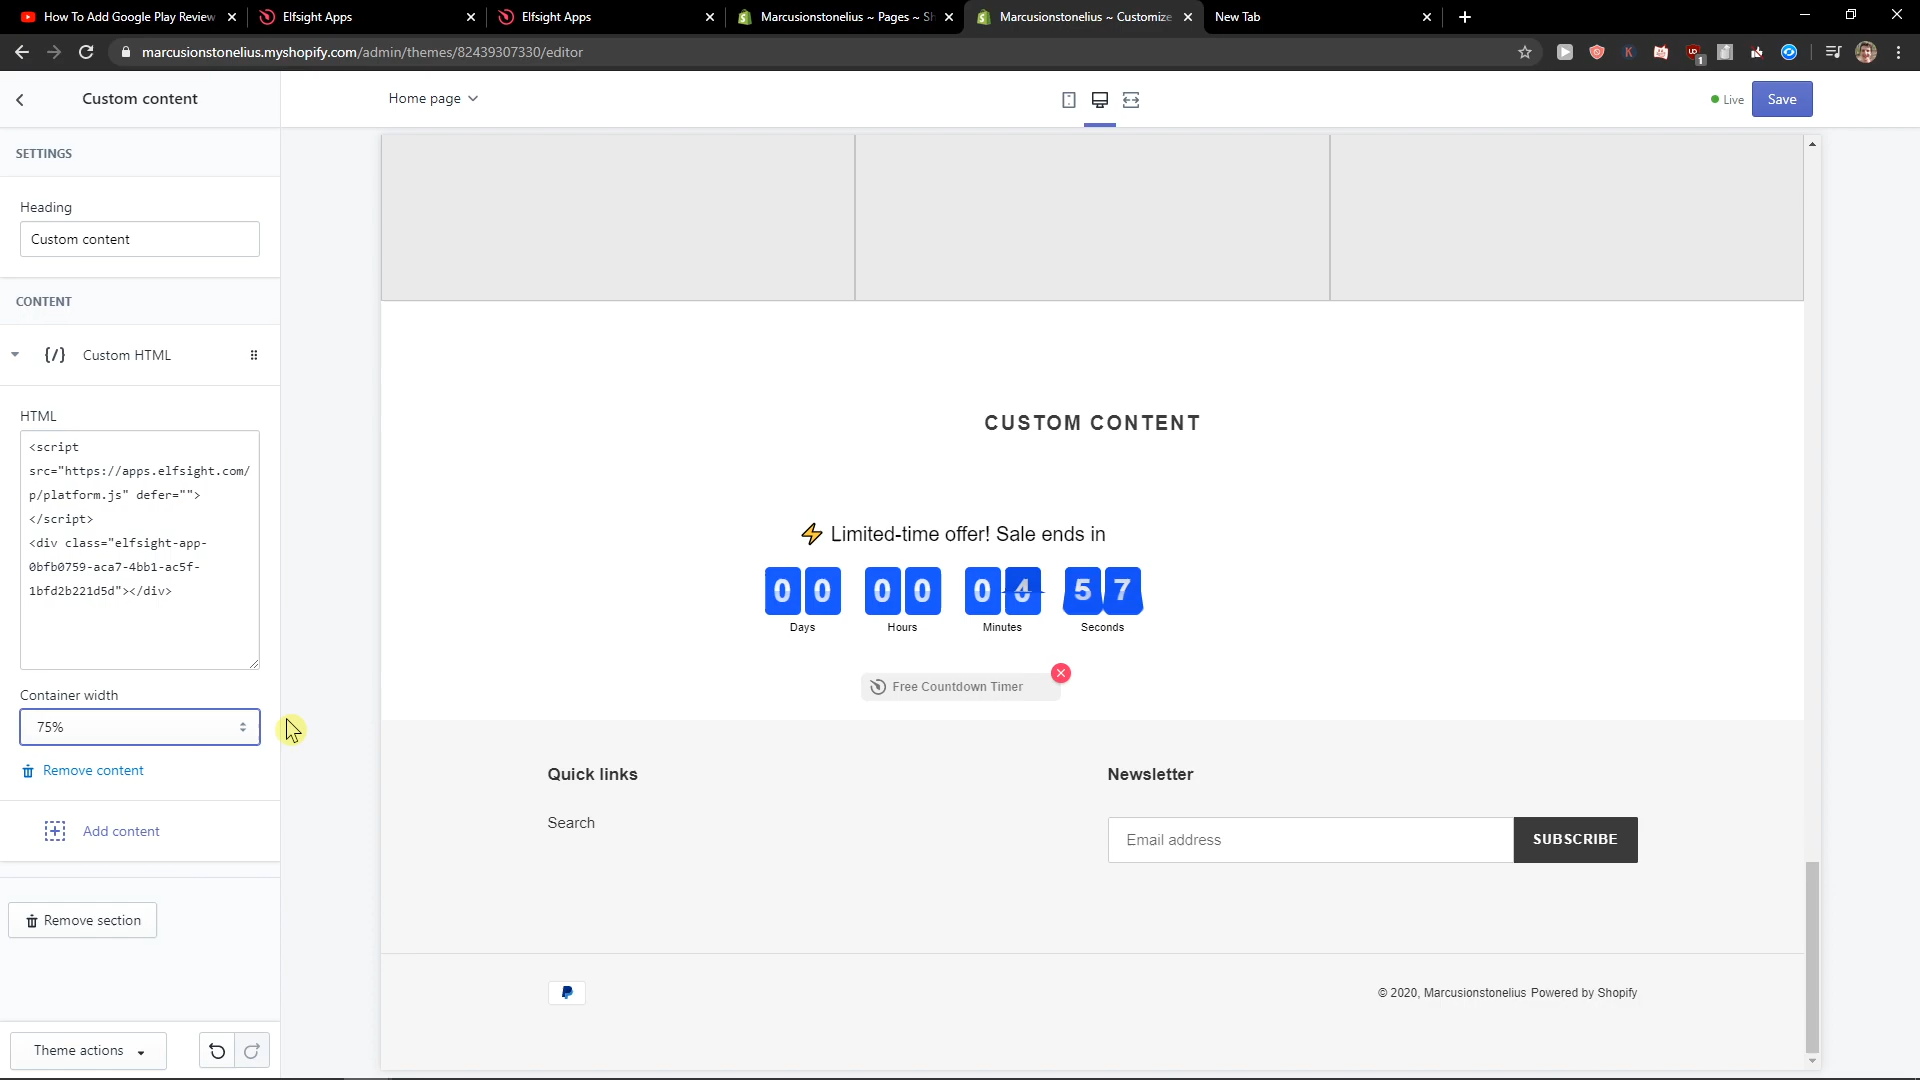 How To Add Google Play Review
Elfsight Apps
Elfsight Apps
Marcusionstonelius ~ Pages ~ Sh
Marcusionstonelius ~ Customize
New Tab
marcusionstonelius.myshopify.com/admin/themes/82439307330/editor
1
Custom content
Home page
Live
Save
SETTINGS
Heading
Custom content
CONTENT
{/}
Custom HTML
HTML
<script
src="https://apps.elfsight.com/
p/platform.js" defer="">
</script>
<div class="elfsight-app-
0bfb0759-aca7-4bb1-ac5f-
1bfd2b221d5d"></div>
Container width
75%
Remove content
Add content
Remove section
Theme actions
CUSTOM CONTENT
⚡ Limited-time offer! Sale ends in
0 0 0 0 0 4 5 7
Days Hours Minutes Seconds
Free Countdown Timer
Quick links
Search
Newsletter
Email address
SUBSCRIBE
© 2020, Marcusionstonelius Powered by Shopify